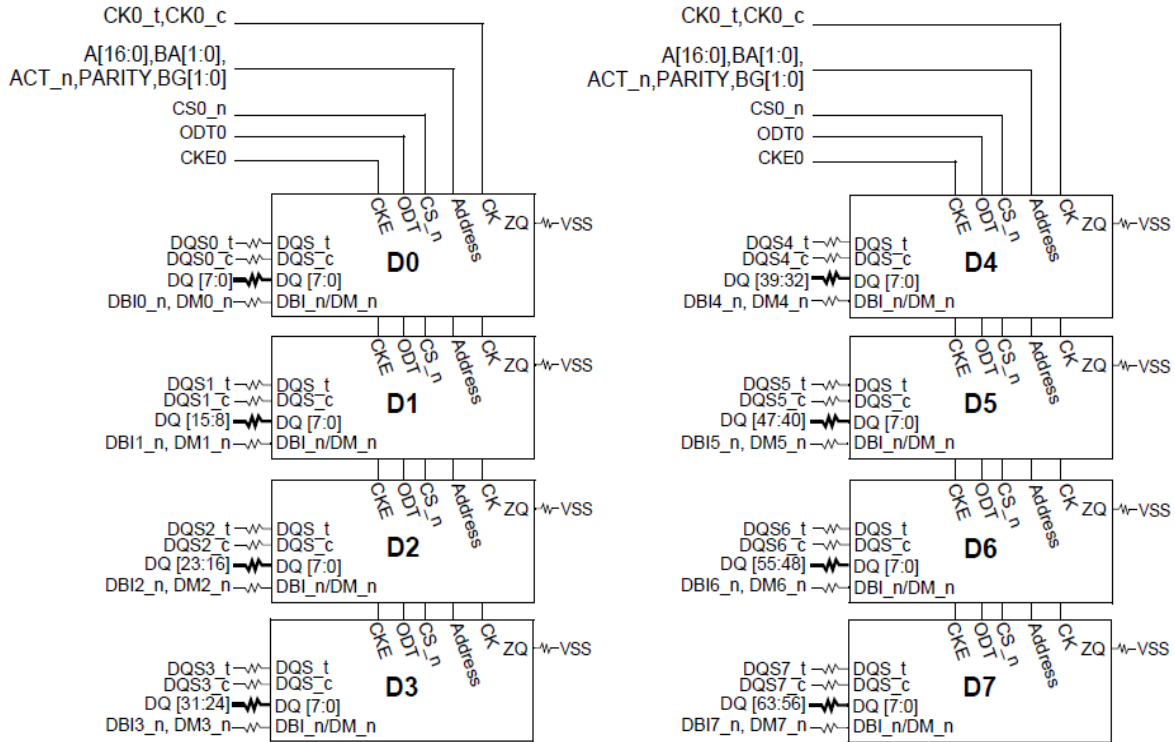 CK0_t,CK0_c
A[16:0],BA[1:0],
ACT_n,PARITY,BG[1:0]
CS0_n
ODT0
CKE0
CKE
ODT
CS_n
Address
CK
ZQ
VSS
DQS0_t
DQS_t
DQS0_c
DQS_c
DQ [7:0]
DQ [7:0]
DBI0_n, DM0_n
DBI_n/DM_n
D0
CKE
ODT
CS_n
Address
CK
ZQ
VSS
DQS1_t
DQS_t
DQS1_c
DQS_c
DQ [15:8]
DQ [7:0]
DBI1_n, DM1_n
DBI_n/DM_n
D1
CKE
ODT
CS_n
Address
CK
ZQ
VSS
DQS2_t
DQS_t
DQS2_c
DQS_c
DQ [23:16]
DQ [7:0]
DBI2_n, DM2_n
DBI_n/DM_n
D2
CKE
ODT
CS_n
Address
CK
ZQ
VSS
DQS3_t
DQS_t
DQS3_c
DQS_c
DQ [31:24]
DQ [7:0]
DBI3_n, DM3_n
DBI_n/DM_n
D3
CK0_t,CK0_c
A[16:0],BA[1:0],
ACT_n,PARITY,BG[1:0]
CS0_n
ODT0
CKE0
CKE
ODT
CS_n
Address
CK
ZQ
VSS
DQS4_t
DQS_t
DQS4_c
DQS_c
DQ [39:32]
DQ [7:0]
DBI4_n, DM4_n
DBI_n/DM_n
D4
CKE
ODT
CS_n
Address
CK
ZQ
VSS
DQS5_t
DQS_t
DQS5_c
DQS_c
DQ [47:40]
DQ [7:0]
DBI5_n, DM5_n
DBI_n/DM_n
D5
CKE
ODT
CS_n
Address
CK
ZQ
VSS
DQS6_t
DQS_t
DQS6_c
DQS_c
DQ [55:48]
DQ [7:0]
DBI6_n, DM6_n
DBI_n/DM_n
D6
CKE
ODT
CS_n
Address
CK
ZQ
VSS
DQS7_t
DQS_t
DQS7_c
DQS_c
DQ [63:56]
DQ [7:0]
DBI7_n, DM7_n
DBI_n/DM_n
D7